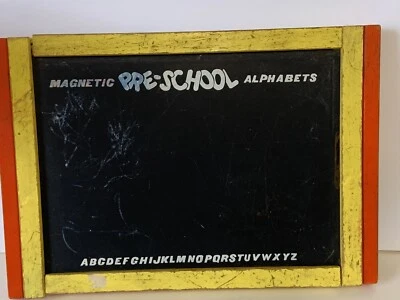 MAGNETIC PRE-SCHOOL ALPHABETS
ABCDEFGHIJKLMNOPQRSTUVWXYZ